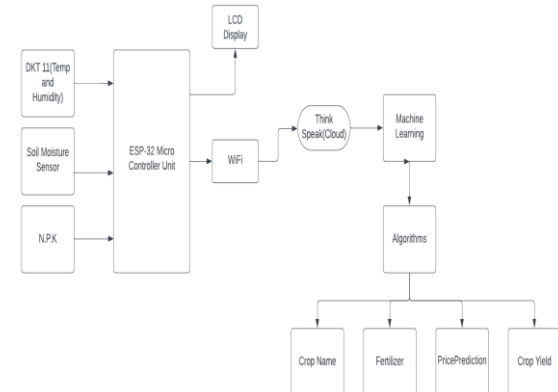 LCD
Display
DKT 11(Temp
and
Humidity)
Soil Moisture
Sensor
N.P.K
ESP-32 Micro
Controller Unit
WiFi
Think
Speak(Cloud)
Machine
Learning
Algorithms
Crop Name
Fertilizer
PricePrediction
Crop Yield